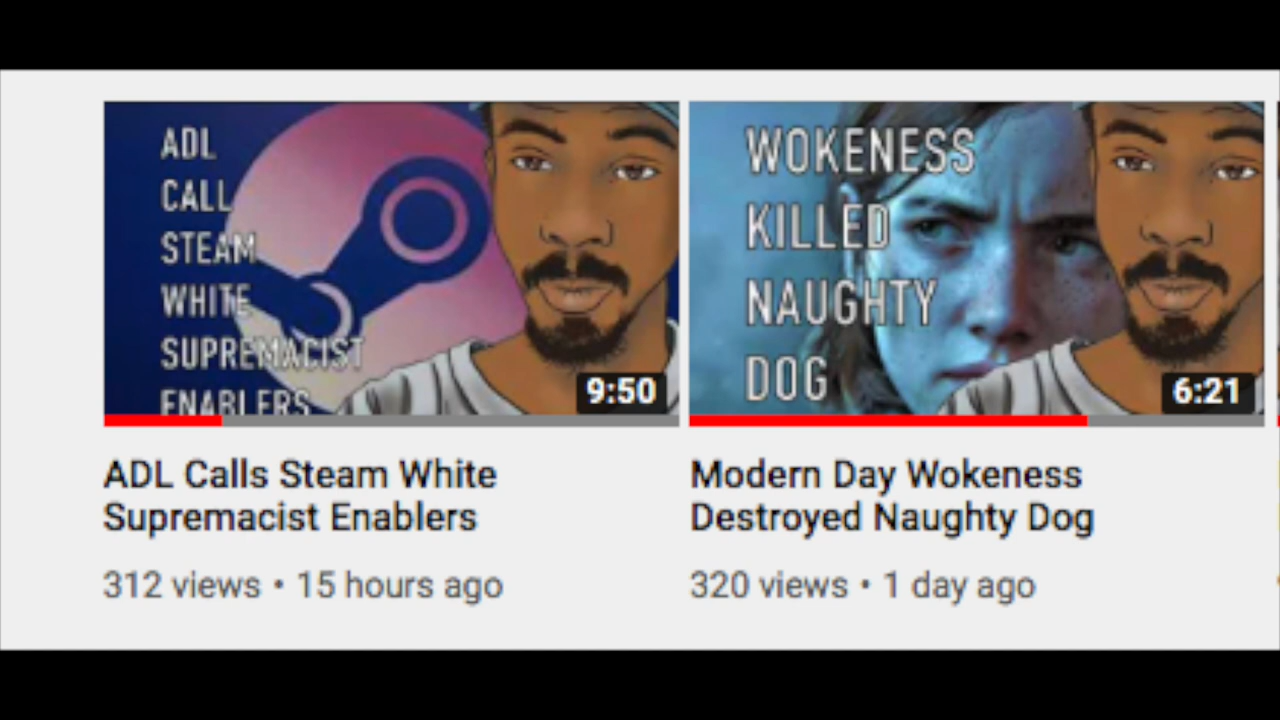 ADL
CALL
STEAM
WHITE
SUPREMACIST
ENABLERS
9:50
ADL Calls Steam White
Supremacist Enablers
312 views • 15 hours ago
WOKENESS
KILLED
NAUGHTY
DOG
6:21
Modern Day Wokeness
Destroyed Naughty Dog
320 views • 1 day ago